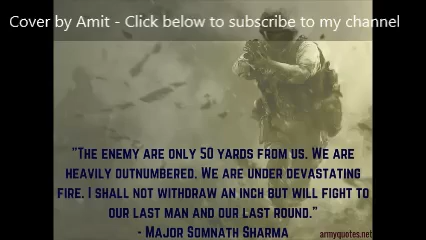 Cover by Amit - Click below to subscribe to my channel
"The enemy are only 50 yards from us. We are
heavily outnumbered. We are under devastating
fire. I shall not withdraw an inch but will fight to
our last man and our last round."
- Major Somnath Sharma
armyquotes.net